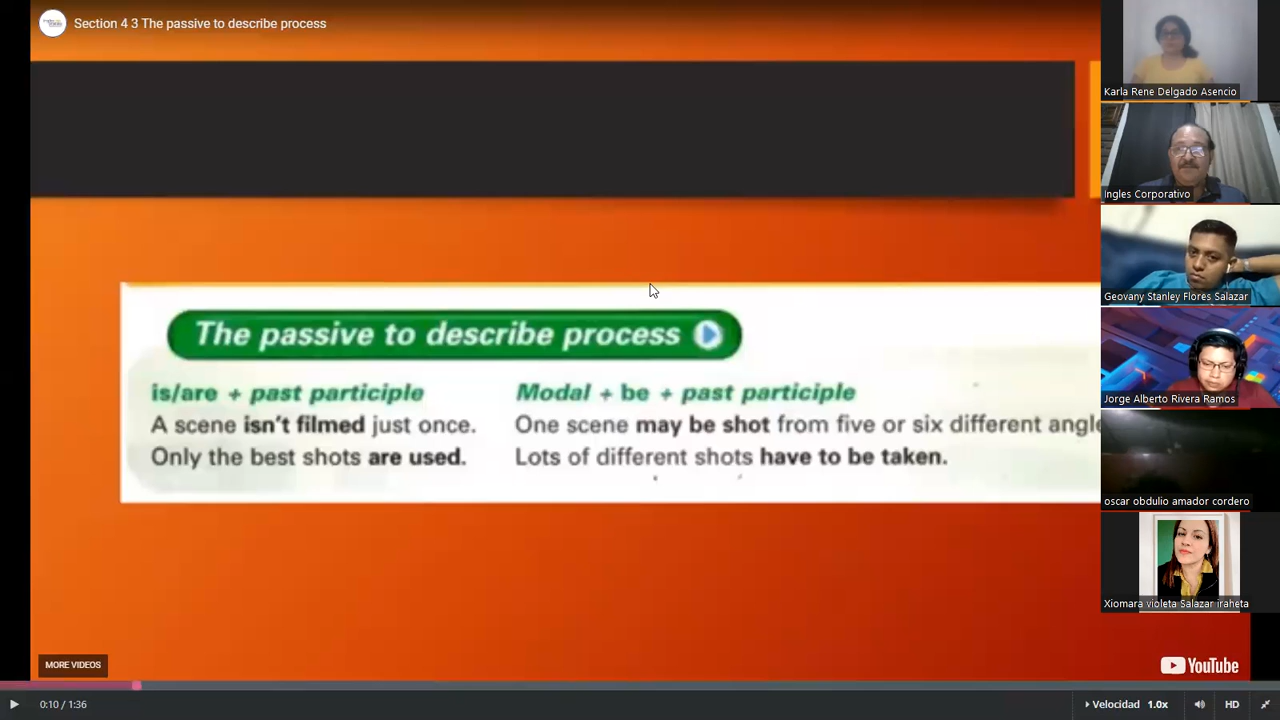 Section 4 3 The passive to describe process
The passive to describe process
is/are + past participle
A scene isn't filmed just once.
Only the best shots are used.
Modal + be + past participle
One scene may be shot from five or six different angle
Lots of different shots have to be taken.
MORE VIDEOS
YouTube
0:10 / 1:36
Velocidad 1.0x
HD
Karla Rene Delgado Asencio
Ingles Corporativo
Geovany Stanley Flores Salazar
Jorge Alberto Rivera Ramos
oscar obdulio amador cordero
Xiomara violeta Salazar iraheta